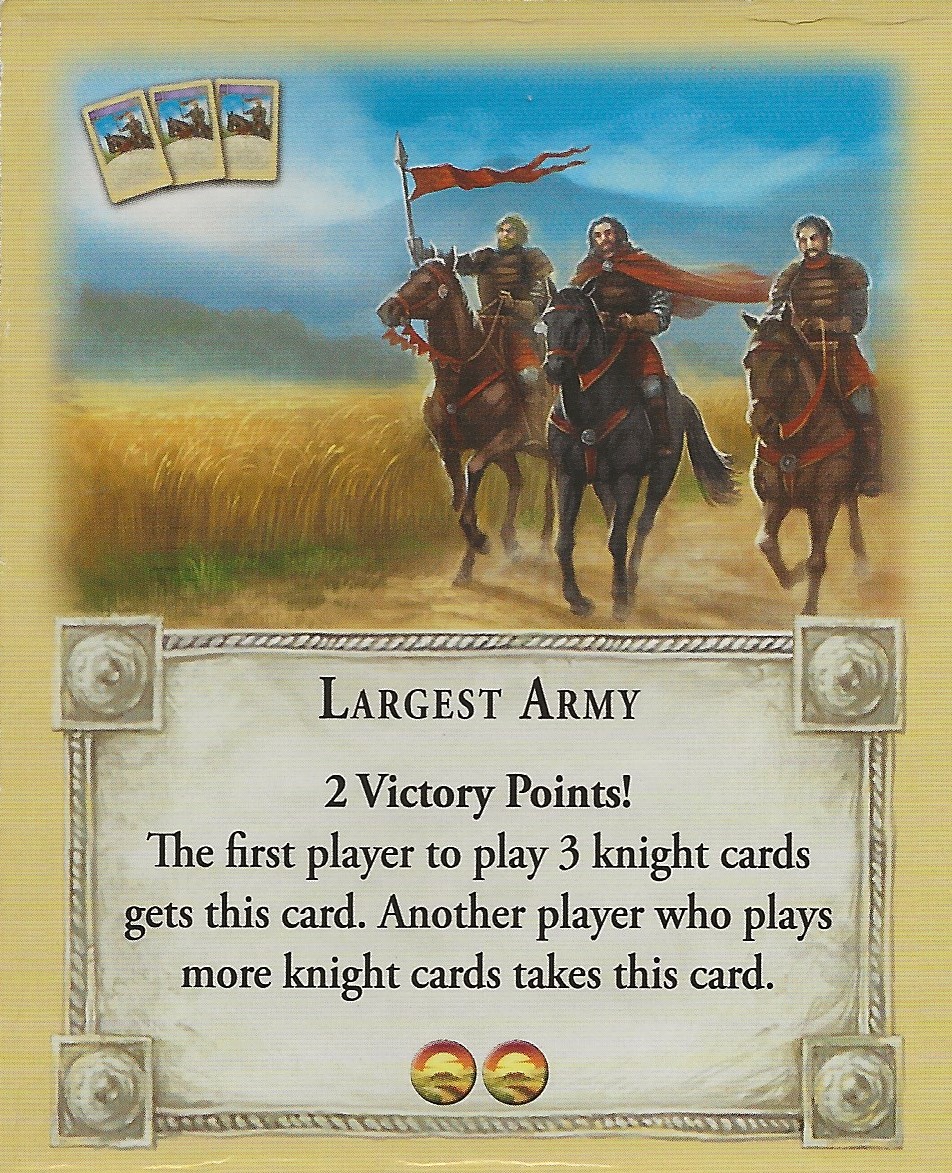 Largest Army
2 Victory Points!
The first player to play 3 knight cards
gets this card. Another player who plays
more knight cards takes this card.